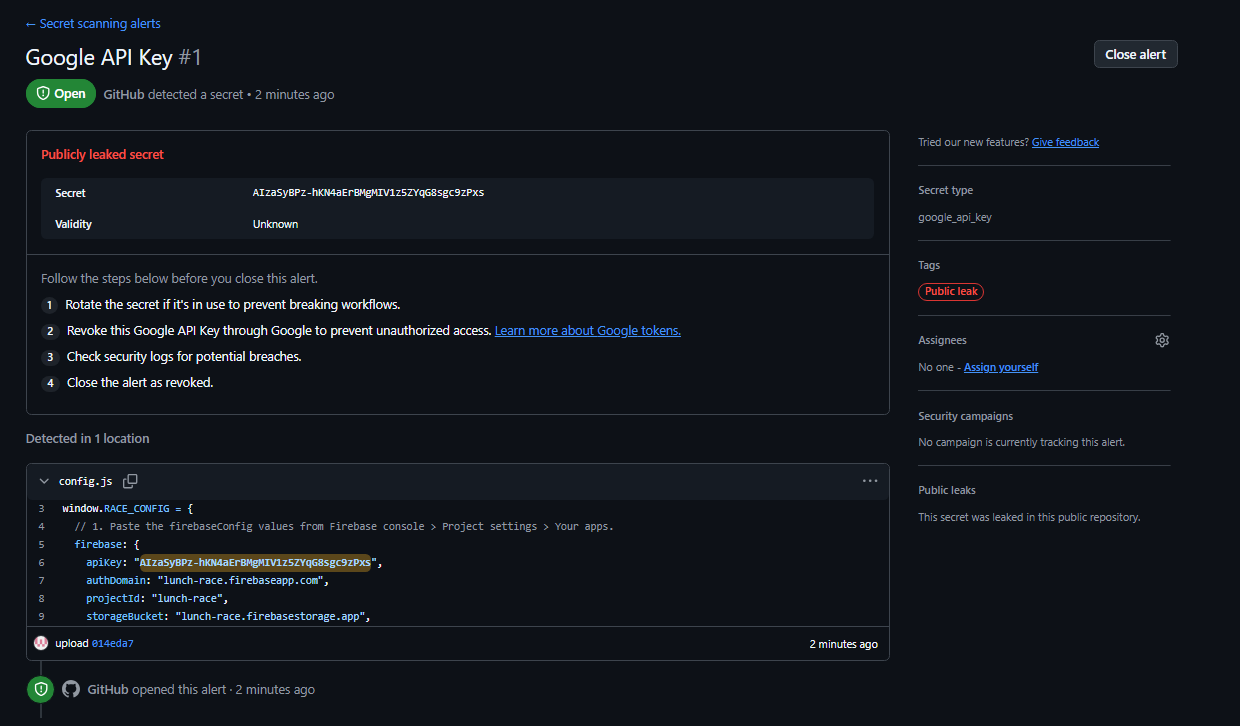 ← Secret scanning alerts
Google API Key #1
Close alert
Open
GitHub detected a secret • 2 minutes ago
Publicly leaked secret
Secret
AIzaSyBPz-hKN4aErBMgMIV1z5ZYqG8sgc9zPxs
Validity
Unknown
Follow the steps below before you close this alert.
1 Rotate the secret if it's in use to prevent breaking workflows.
2 Revoke this Google API Key through Google to prevent unauthorized access. Learn more about Google tokens.
3 Check security logs for potential breaches.
4 Close the alert as revoked.
Detected in 1 location
config.js
3 window.RACE_CONFIG = {
4 // 1. Paste the firebaseConfig values from Firebase console > Project settings > Your apps.
5 firebase: {
6 apiKey: "AIzaSyBPz-hKN4aErBMgMIV1z5ZYqG8sgc9zPxs",
7 authDomain: "lunch-race.firebaseapp.com",
8 projectId: "lunch-race",
9 storageBucket: "lunch-race.firebasestorage.app",
upload 014eda7
2 minutes ago
GitHub opened this alert · 2 minutes ago
Tried our new features? Give feedback
Secret type
google_api_key
Tags
Public leak
Assignees
No one - Assign yourself
Security campaigns
No campaign is currently tracking this alert.
Public leaks
This secret was leaked in this public repository.